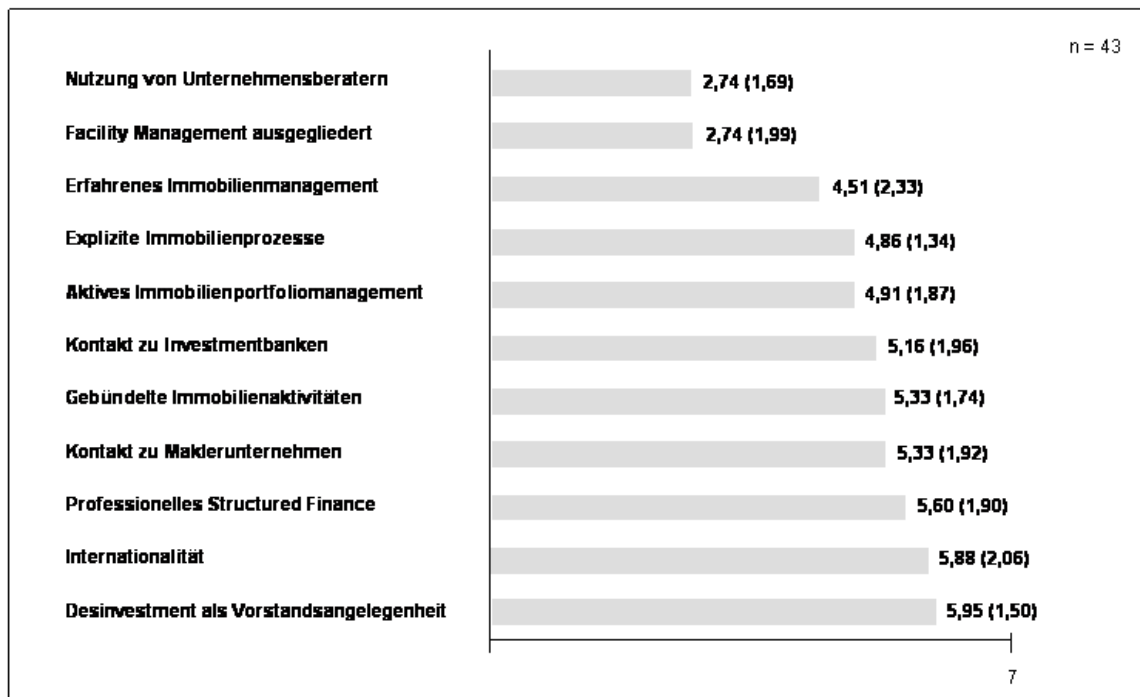 n = 43
Nutzung von Unternehmensberatern 2,74 (1,69)
Facility Management ausgegliedert 2,74 (1,99)
Erfahrenes Immobilienmanagement 4,51 (2,33)
Explizite Immobilienprozesse 4,86 (1,34)
Aktives Immobilienportfoliomanagement 4,91 (1,87)
Kontakt zu Investmentbanken 5,16 (1,96)
Gebündelte Immobilienaktivitäten 5,33 (1,74)
Kontakt zu Maklerunternehmen 5,33 (1,92)
Professionelles Structured Finance 5,60 (1,90)
Internationalität 5,88 (2,06)
Desinvestment als Vorstandsangelegenheit 5,95 (1,50)
7